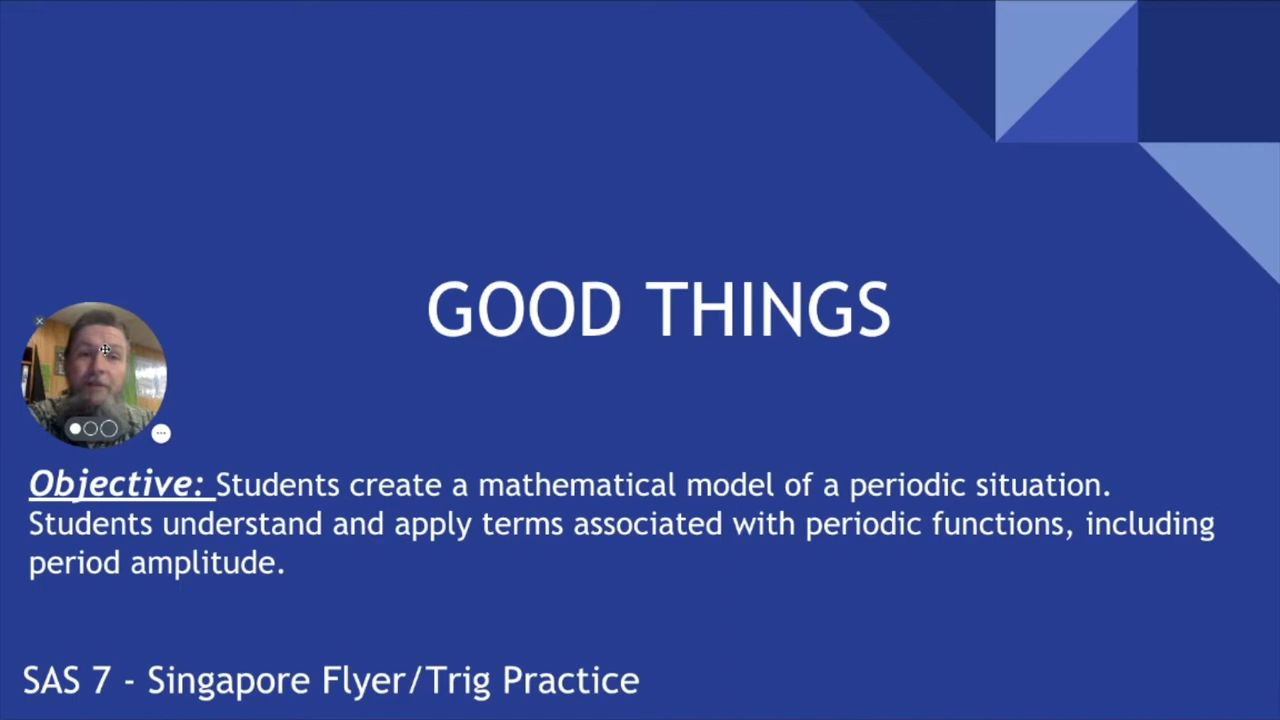 GOOD THINGS
Objective: Students create a mathematical model of a periodic situation.
Students understand and apply terms associated with periodic functions, including
period amplitude.
SAS 7 - Singapore Flyer/Trig Practice